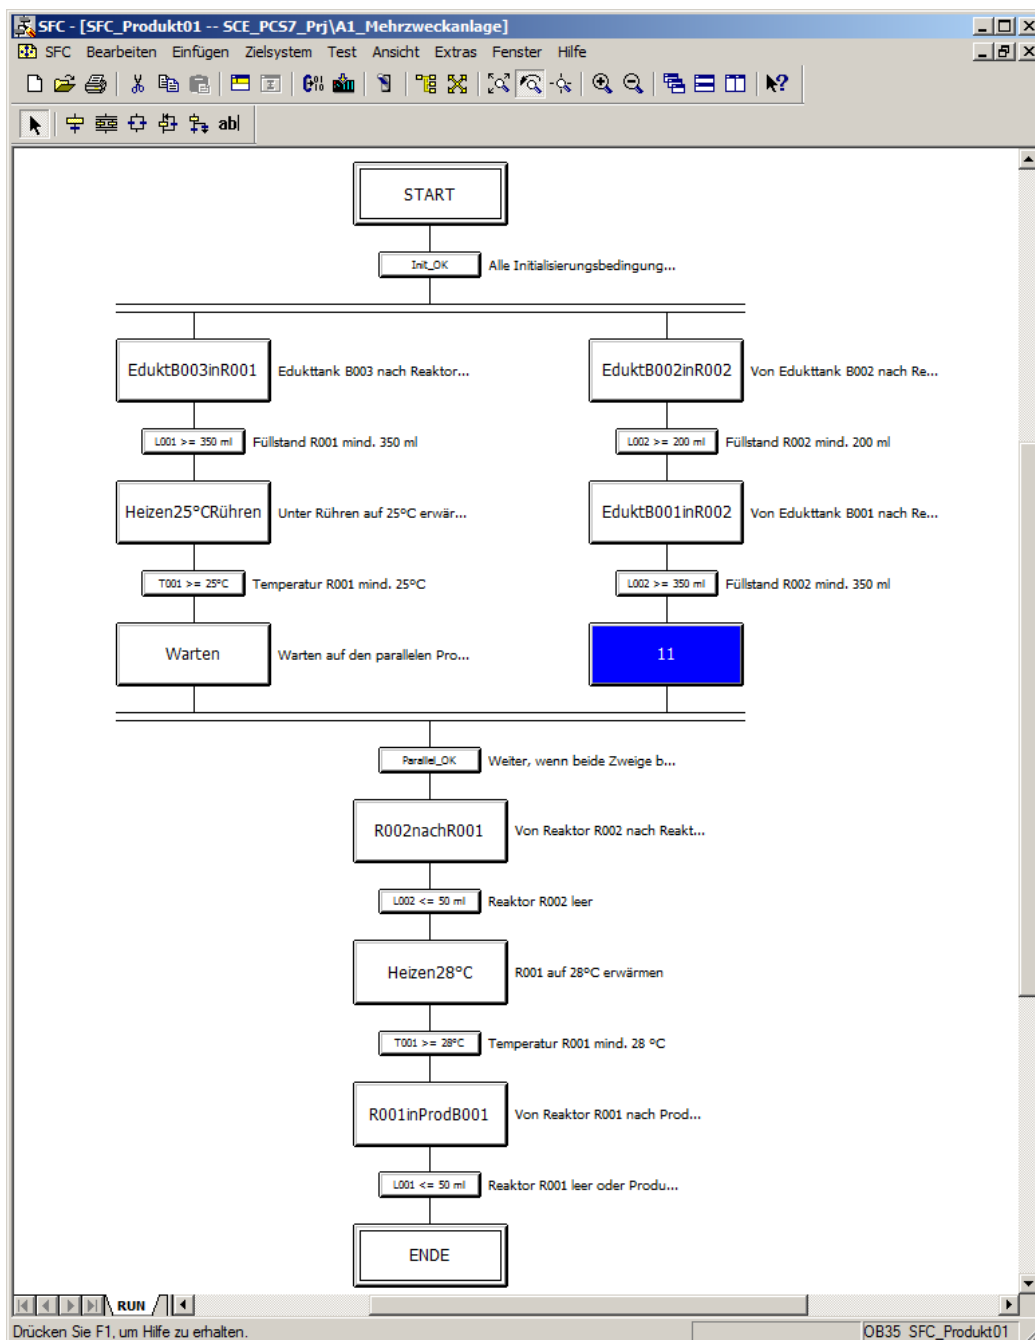 SFC - [SFC_Produkt01 -- SCE_PCS7_Prj\A1_Mehrzweckanlage]
SFC Bearbeiten Einfügen Zielsystem Test Ansicht Extras Fenster Hilfe
abl
START
Init_OK Alle Initialisierungsbedingung...
EduktB003inR001 Edukttank B003 nach Reaktor... EduktB002inR002 Von Edukttank B002 nach Re...
L001 >= 350 ml Füllstand R001 mind. 350 ml L002 >= 200 ml Füllstand R002 mind. 200 ml
Heizen25°CRühren Unter Rühren auf 25°C erwär... EduktB001inR002 Von Edukttank B001 nach Re...
T001 >= 25°C Temperatur R001 mind. 25°C L002 >= 350 ml Füllstand R002 mind. 350 ml
Warten Warten auf den parallelen Pro... 11
Parallel_OK Weiter, wenn beide Zweige b...
R002nachR001 Von Reaktor R002 nach Reakt...
L002 <= 50 ml Reaktor R002 leer
Heizen28°C R001 auf 28°C erwärmen
T001 >= 28°C Temperatur R001 mind. 28 °C
R001inProdB001 Von Reaktor R001 nach Prod...
L001 <= 50 ml Reaktor R001 leer oder Produ...
ENDE
RUN
Drücken Sie F1, um Hilfe zu erhalten. OB35 SFC_Produkt01